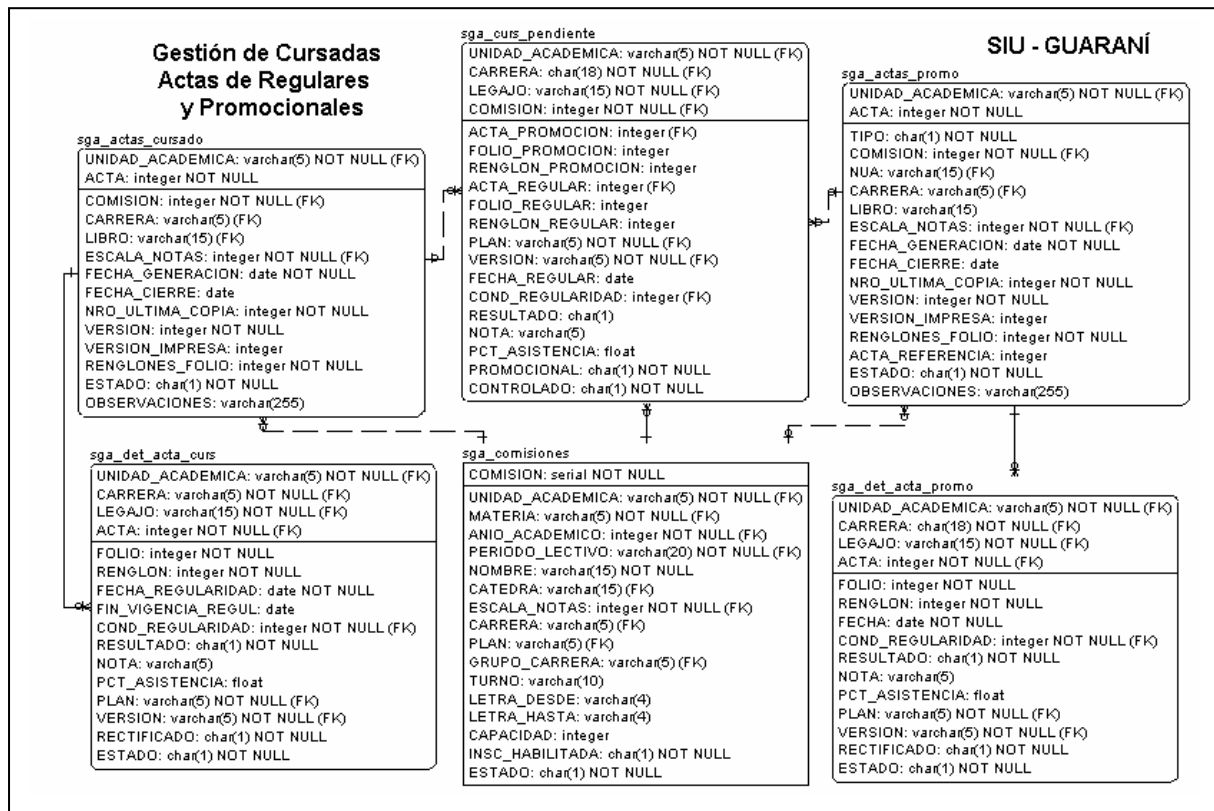 Gestión de Cursadas
Actas de Regulares
y Promocionales
SIU - GUARANÍ
sga_actas_cursado
UNIDAD_ACADEMICA: varchar(5) NOT NULL (FK)
ACTA: integer NOT NULL
COMISION: integer NOT NULL (FK)
CARRERA: varchar(5) (FK)
LIBRO: varchar(15) (FK)
ESCALA_NOTAS: integer NOT NULL (FK)
FECHA_GENERACION: date NOT NULL
FECHA_CIERRE: date
NRO_ULTIMA_COPIA: integer NOT NULL
VERSION: integer NOT NULL
VERSION_IMPRESA: integer
RENGLONES_FOLIO: integer NOT NULL
ESTADO: char(1) NOT NULL
OBSERVACIONES: varchar(255)
sga_curs_pendiente
UNIDAD_ACADEMICA: varchar(5) NOT NULL (FK)
CARRERA: char(18) NOT NULL (FK)
LEGAJO: varchar(15) NOT NULL (FK)
COMISION: integer NOT NULL (FK)
ACTA_PROMOCION: integer (FK)
FOLIO_PROMOCION: integer
RENGLON_PROMOCION: integer
ACTA_REGULAR: integer (FK)
FOLIO_REGULAR: integer
RENGLON_REGULAR: integer
PLAN: varchar(5) NOT NULL (FK)
VERSION: varchar(5) NOT NULL (FK)
FECHA_REGULAR: date
COND_REGULARIDAD: integer (FK)
RESULTADO: char(1)
NOTA: varchar(5)
PCT_ASISTENCIA: float
PROMOCIONAL: char(1) NOT NULL
CONTROLADO: char(1) NOT NULL
sga_actas_promo
UNIDAD_ACADEMICA: varchar(5) NOT NULL (FK)
ACTA: integer NOT NULL
TIPO: char(1) NOT NULL
COMISION: integer NOT NULL (FK)
NUA: varchar(15) (FK)
CARRERA: varchar(5) (FK)
LIBRO: varchar(15)
ESCALA_NOTAS: integer NOT NULL (FK)
FECHA_GENERACION: date NOT NULL
FECHA_CIERRE: date
NRO_ULTIMA_COPIA: integer NOT NULL
VERSION: integer NOT NULL
VERSION_IMPRESA: integer
RENGLONES_FOLIO: integer NOT NULL
ACTA_REFERENCIA: integer
ESTADO: char(1) NOT NULL
OBSERVACIONES: varchar(255)
sga_det_acta_curs
UNIDAD_ACADEMICA: varchar(5) NOT NULL (FK)
CARRERA: varchar(5) NOT NULL (FK)
LEGAJO: varchar(15) NOT NULL (FK)
ACTA: integer NOT NULL (FK)
FOLIO: integer NOT NULL
RENGLON: integer NOT NULL
FECHA_REGULARIDAD: date NOT NULL
FIN_VIGENCIA_REGUL: date
COND_REGULARIDAD: integer NOT NULL (FK)
RESULTADO: char(1) NOT NULL
NOTA: varchar(5)
PCT_ASISTENCIA: float
PLAN: varchar(5) NOT NULL (FK)
VERSION: varchar(5) NOT NULL (FK)
RECTIFICADO: char(1) NOT NULL
ESTADO: char(1) NOT NULL
sga_comisiones
COMISION: serial NOT NULL
UNIDAD_ACADEMICA: varchar(5) NOT NULL (FK)
MATERIA: varchar(5) NOT NULL (FK)
ANIO_ACADEMICO: integer NOT NULL (FK)
PERIODO_LECTIVO: varchar(20) NOT NULL (FK)
NOMBRE: varchar(15) NOT NULL
CATEDRA: varchar(15) (FK)
ESCALA_NOTAS: integer NOT NULL (FK)
CARRERA: varchar(5) (FK)
PLAN: varchar(5) (FK)
GRUPO_CARRERA: varchar(5) (FK)
TURNO: varchar(10)
LETRA_DESDE: varchar(4)
LETRA_HASTA: varchar(4)
CAPACIDAD: integer
INSC_HABILITADA: char(1) NOT NULL
ESTADO: char(1) NOT NULL
sga_det_acta_promo
UNIDAD_ACADEMICA: varchar(5) NOT NULL (FK)
CARRERA: char(18) NOT NULL (FK)
LEGAJO: varchar(15) NOT NULL (FK)
ACTA: integer NOT NULL (FK)
FOLIO: integer NOT NULL
RENGLON: integer NOT NULL
FECHA: date NOT NULL
COND_REGULARIDAD: integer NOT NULL (FK)
RESULTADO: char(1) NOT NULL
NOTA: varchar(5)
PCT_ASISTENCIA: float
PLAN: varchar(5) NOT NULL (FK)
VERSION: varchar(5) NOT NULL (FK)
RECTIFICADO: char(1) NOT NULL
ESTADO: char(1) NOT NULL